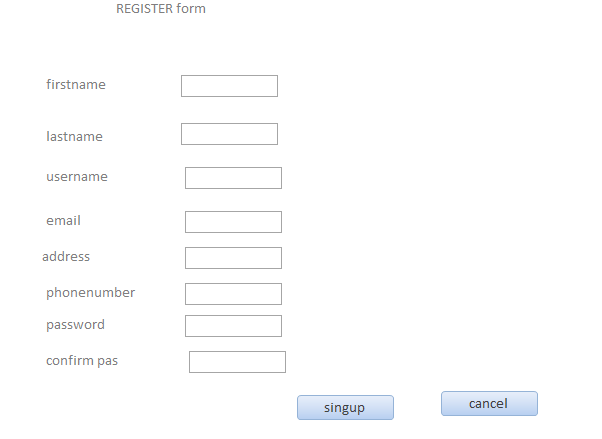 REGISTER form
firstname
lastname
username
email
address
phonenumber
password
confirm pas
singup
cancel